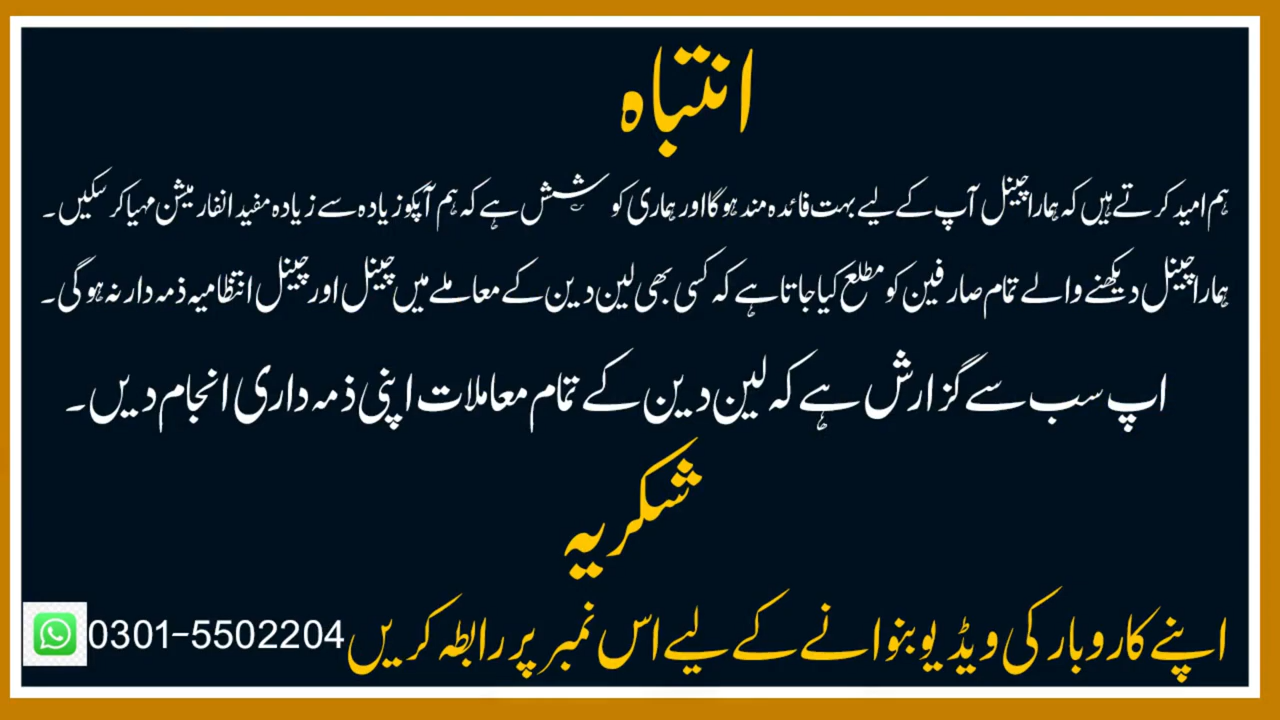 انتباہ
ہم امید کرتے ہیں کہ ہمارا چینل آپ کے لیے بہت فائدہ مند ہوگا اور ہماری کوشش ہے کہ ہم آپکو زیادہ سے زیادہ مفید انفارمیشن مہیا کر سکیں۔
ہمارا چینل دیکھنے والے تمام صارفین کو مطلع کیا جاتا ہے کہ کسی بھی لین دین کے معاملے میں چینل اور چینل انتظامیہ ذمہ دار نہ ہوگی۔
اپ سب سے گزارش ہے کہ لین دین کے تمام معاملات اپنی ذمہ داری انجام دیں۔
شکریہ
اپنے کاروبار کی ویڈیو بنوانے کے لیے اس نمبر پر رابطہ کریں 0301-5502204